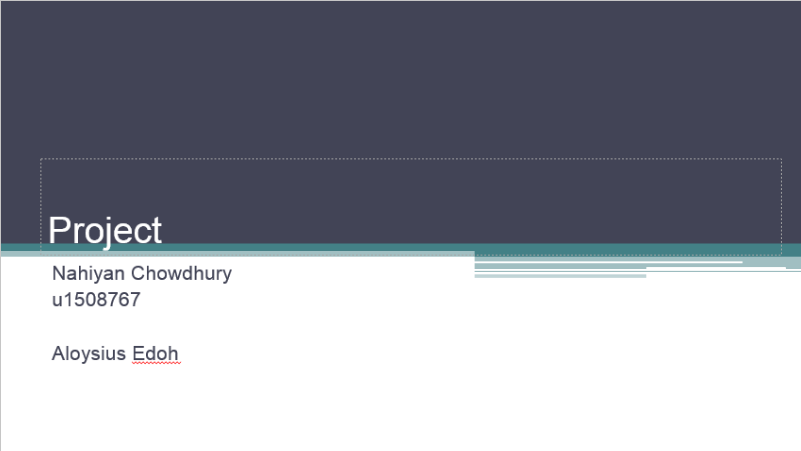 Project
Nahiyan Chowdhury
u1508767
Aloysius Edoh